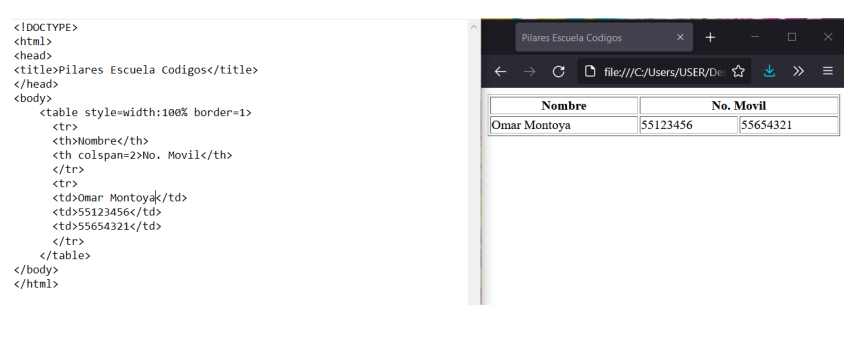 <!DOCTYPE>
<html>
<head>
<title>Pilares Escuela Codigos</title>
</head>
<body>
<table style=width:100% border=1>
<tr>
<th>Nombre</th>
<th colspan=2>No. Movil</th>
</tr>
<tr>
<td>Omar Montoya</td>
<td>55123456</td>
<td>55654321</td>
</tr>
</table>
</body>
</html>
Pilares Escuela Codigos
file:///C:/Users/USER/De
Nombre No. Movil
Omar Montoya 55123456 55654321